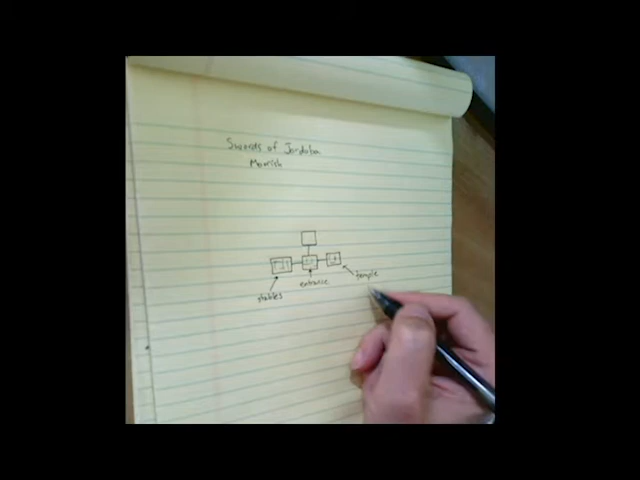 Swords of Jordoba
Moorish
temple
entrance
stables